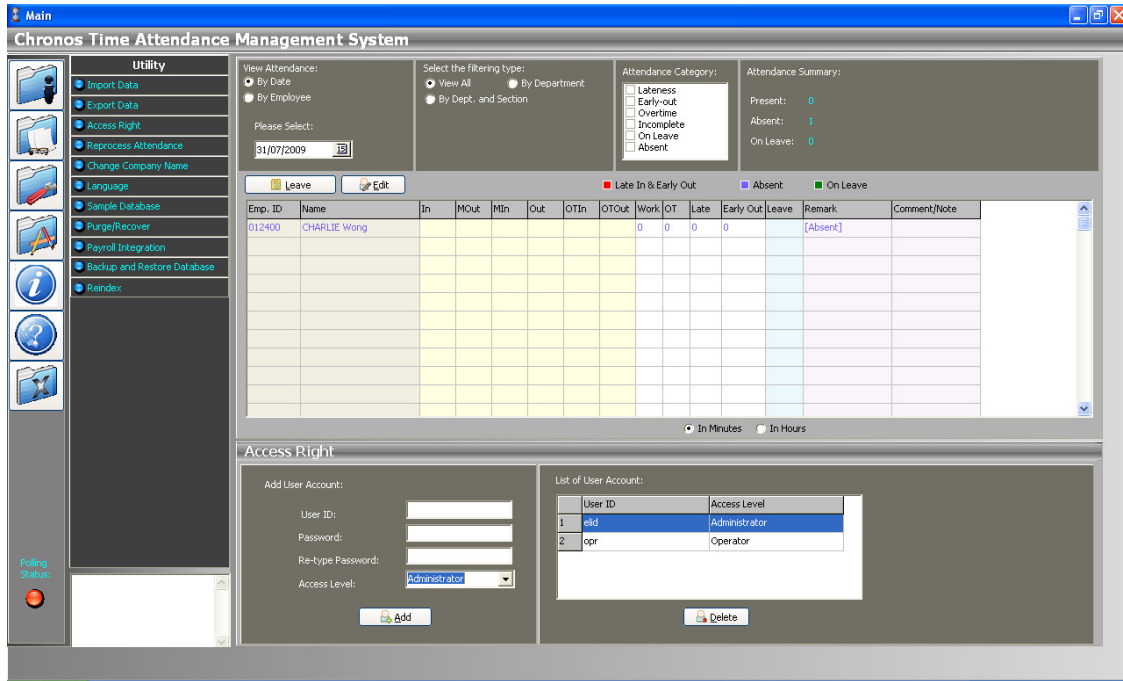 Main
Chronos Time Attendance Management System
Utility
Import Data
Export Data
Access Right
Reprocess Attendance
Change Company Name
Language
Sample Database
Purge/Recover
Payroll Integration
Backup and Restore Database
Reindex
Polling
Status:
View Attendance:
By Date
By Employee
Please Select:
31/07/2009 15
Select the filtering type:
View All By Department
By Dept. and Section
Attendance Category:
Lateness
Early-out
Overtime
Incomplete
On Leave
Absent
Attendance Summary:
Present: 0
Absent: 1
On Leave: 0
Leave Edit Late In & Early Out Absent On Leave
Emp. ID Name In MOut MIn Out OTIn OTOut Work OT Late Early Out Leave Remark Comment/Note
012400 CHARLIE Wong 0 0 0 0 [Absent]
In Minutes In Hours
Access Right
Add User Account:
User ID:
Password:
Re-type Password:
Access Level: Administrator
Add
List of User Account:
User ID Access Level
1 elid Administrator
2 opr Operator
Delete